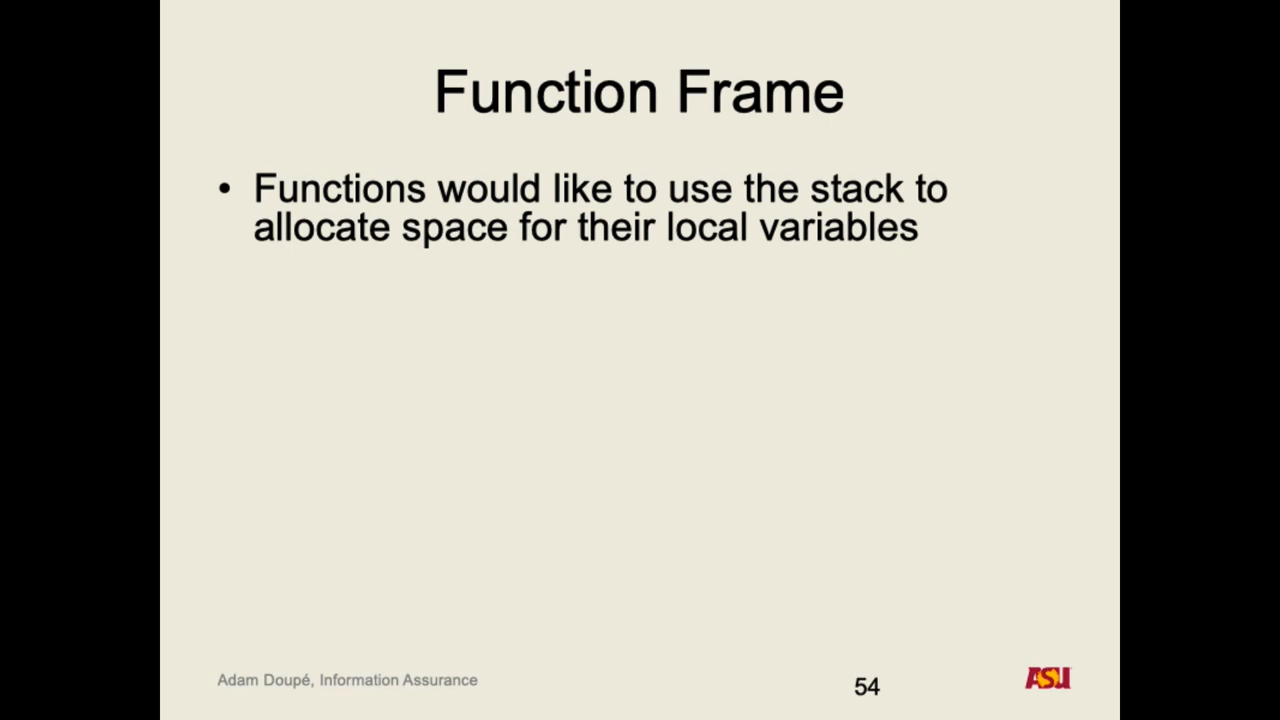 Function Frame
• Functions would like to use the stack to
allocate space for their local variables
Adam Doupé, Information Assurance
54
ASU